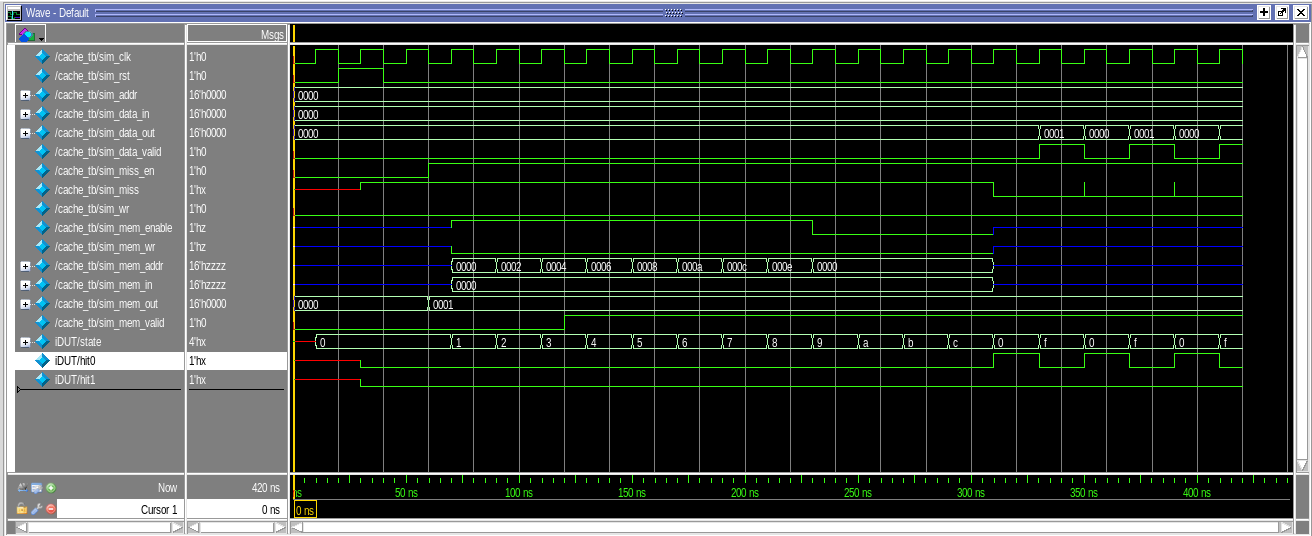 Wave - Default
Msgs
/cache_tb/sim_clk 1'h0
/cache_tb/sim_rst 1'h0
/cache_tb/sim_addr 16'h0000 0000
/cache_tb/sim_data_in 16'h0000 0000
/cache_tb/sim_data_out 16'h0000 0000 0001 0000 0001 0000
/cache_tb/sim_data_valid 1'h0
/cache_tb/sim_miss_en 1'h0
/cache_tb/sim_miss 1'hx
/cache_tb/sim_wr 1'h0
/cache_tb/sim_mem_enable 1'hz
/cache_tb/sim_mem_wr 1'hz
/cache_tb/sim_mem_addr 16'hzzzz 0000 0002 0004 0006 0008 000a 000c 000e 0000
/cache_tb/sim_mem_in 16'hzzzz 0000
/cache_tb/sim_mem_out 16'h0000 0000 0001
/cache_tb/sim_mem_valid 1'h0
iDUT/state 4'hx 0 1 2 3 4 5 6 7 8 9 a b c 0 f 0 f 0 f
iDUT/hit0 1'hx
iDUT/hit1 1'hx
Now 420 ns ns 50 ns 100 ns 150 ns 200 ns 250 ns 300 ns 350 ns 400 ns
Cursor 1 0 ns 0 ns